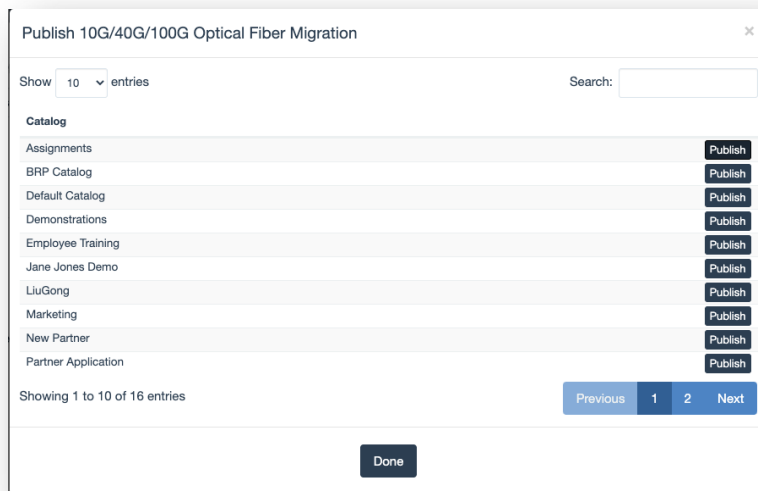 Publish 10G/40G/100G Optical Fiber Migration ×
Show 10 entries Search:
Catalog
Assignments Publish
BRP Catalog Publish
Default Catalog Publish
Demonstrations Publish
Employee Training Publish
Jane Jones Demo Publish
LiuGong Publish
Marketing Publish
New Partner Publish
Partner Application Publish
Showing 1 to 10 of 16 entries Previous 1 2 Next
Done